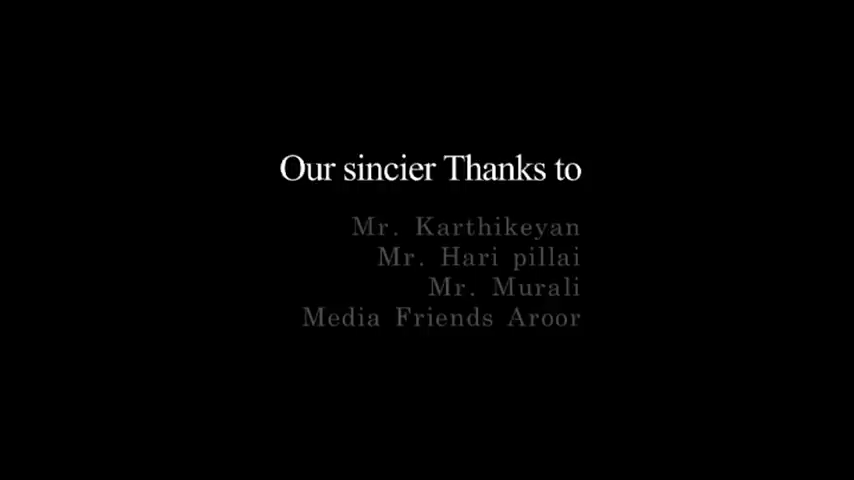 Our sincier Thanks to
Mr. Karthikeyan
Mr. Hari pillai
Mr. Murali
Media Friends Aroor